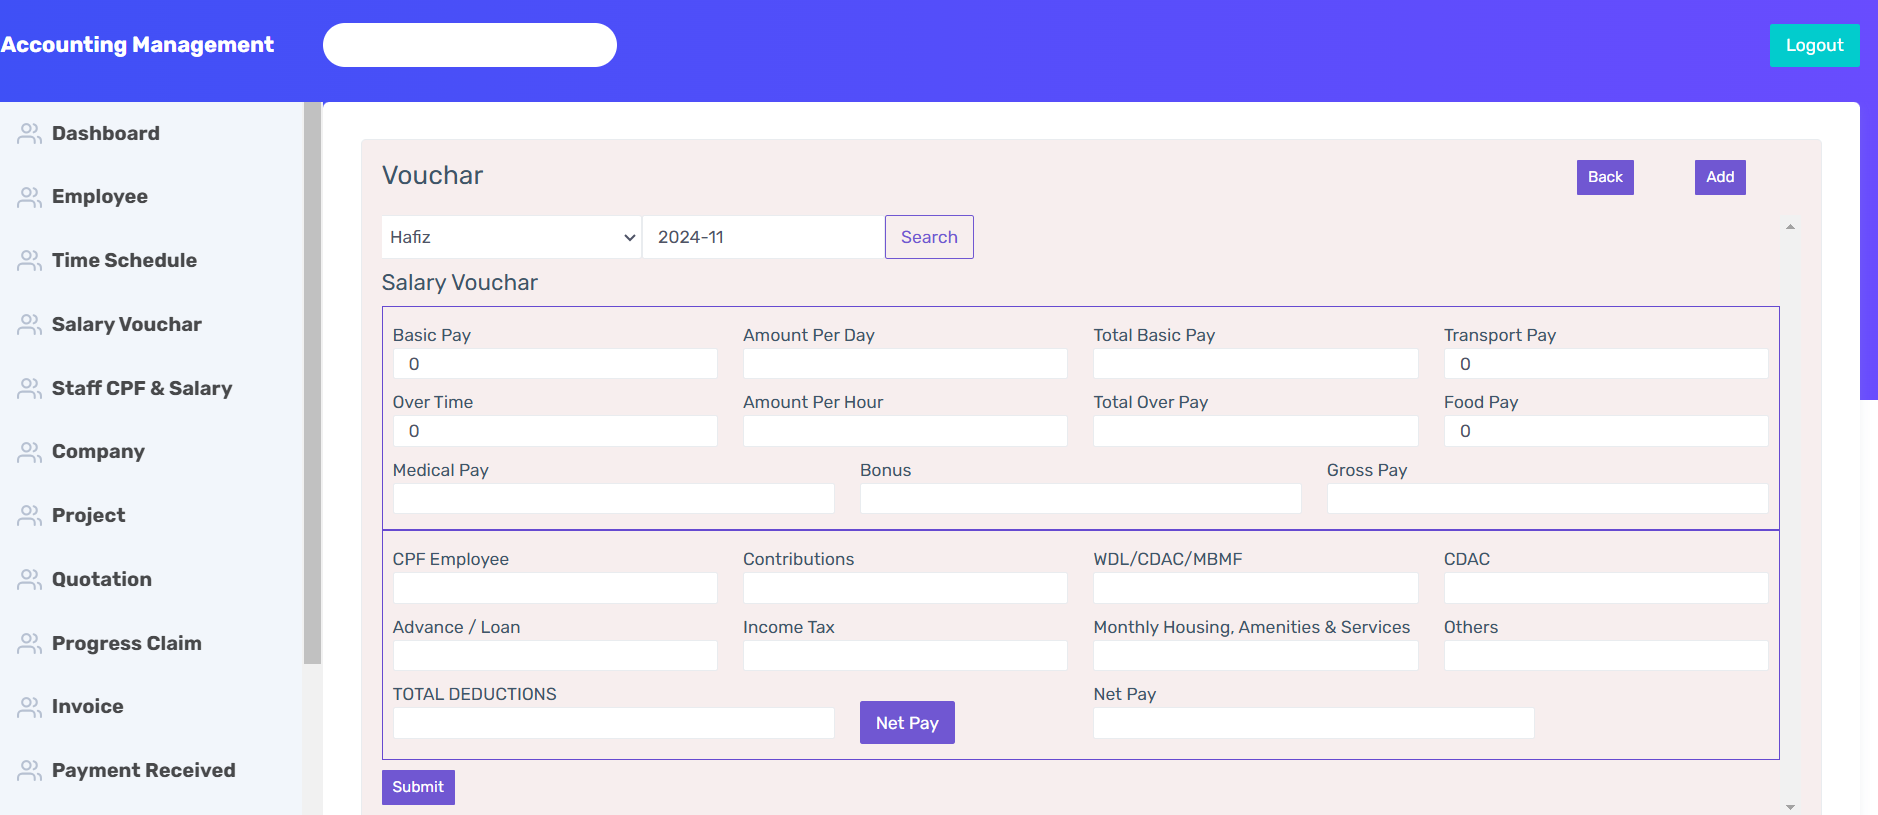 Accounting Management
Logout
Dashboard
Employee
Time Schedule
Salary Vouchar
Staff CPF & Salary
Company
Project
Quotation
Progress Claim
Invoice
Payment Received
Vouchar
Back
Add
Hafiz
2024-11
Search
Salary Vouchar
Basic Pay
Amount Per Day
Total Basic Pay
Transport Pay
0
0
Over Time
Amount Per Hour
Total Over Pay
Food Pay
0
0
Medical Pay
Bonus
Gross Pay
CPF Employee
Contributions
WDL/CDAC/MBMF
CDAC
Advance / Loan
Income Tax
Monthly Housing, Amenities & Services
Others
TOTAL DEDUCTIONS
Net Pay
Net Pay
Submit